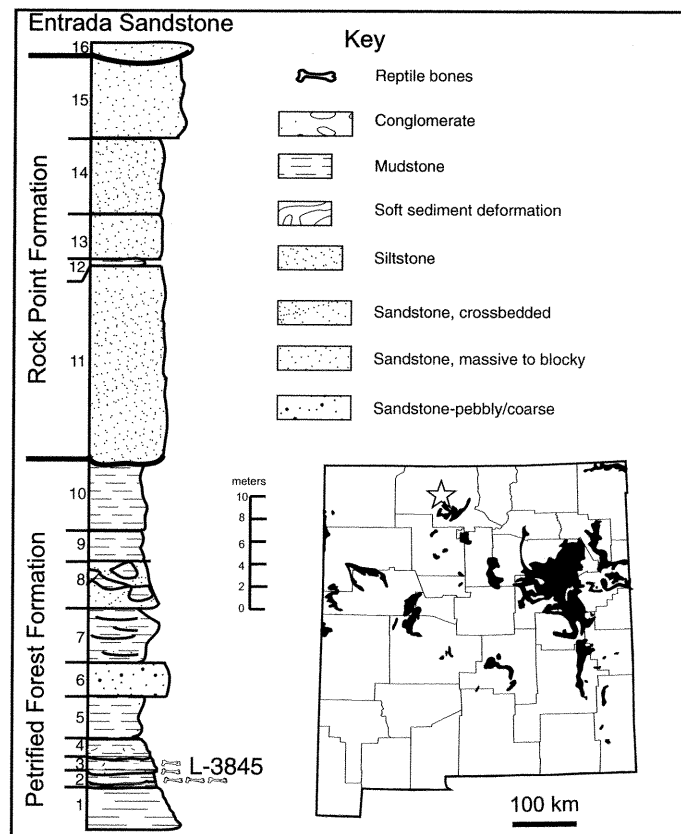 Entrada Sandstone
16
15
14
13
12
11
10
9
8
7
6
5
4
3
2
1
Rock Point Formation
Petrified Forest Formation
L-3845
Key
Reptile bones
Conglomerate
Mudstone
Soft sediment deformation
Siltstone
Sandstone, crossbedded
Sandstone, massive to blocky
Sandstone-pebbly/coarse
meters
10
8
6
4
2
0
100 km